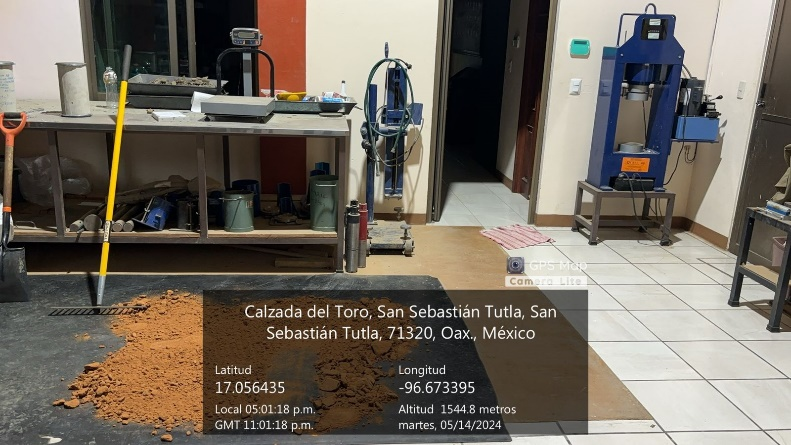 GPS Map
Camera Lite
Calzada del Toro, San Sebastián Tutla, San
Sebastián Tutla, 71320, Oax., México
Latitud
17.056435
Longitud
-96.673395
Local 05:01:18 p.m.
GMT 11:01:18 p.m.
Altitud 1544.8 metros
martes, 05/14/2024